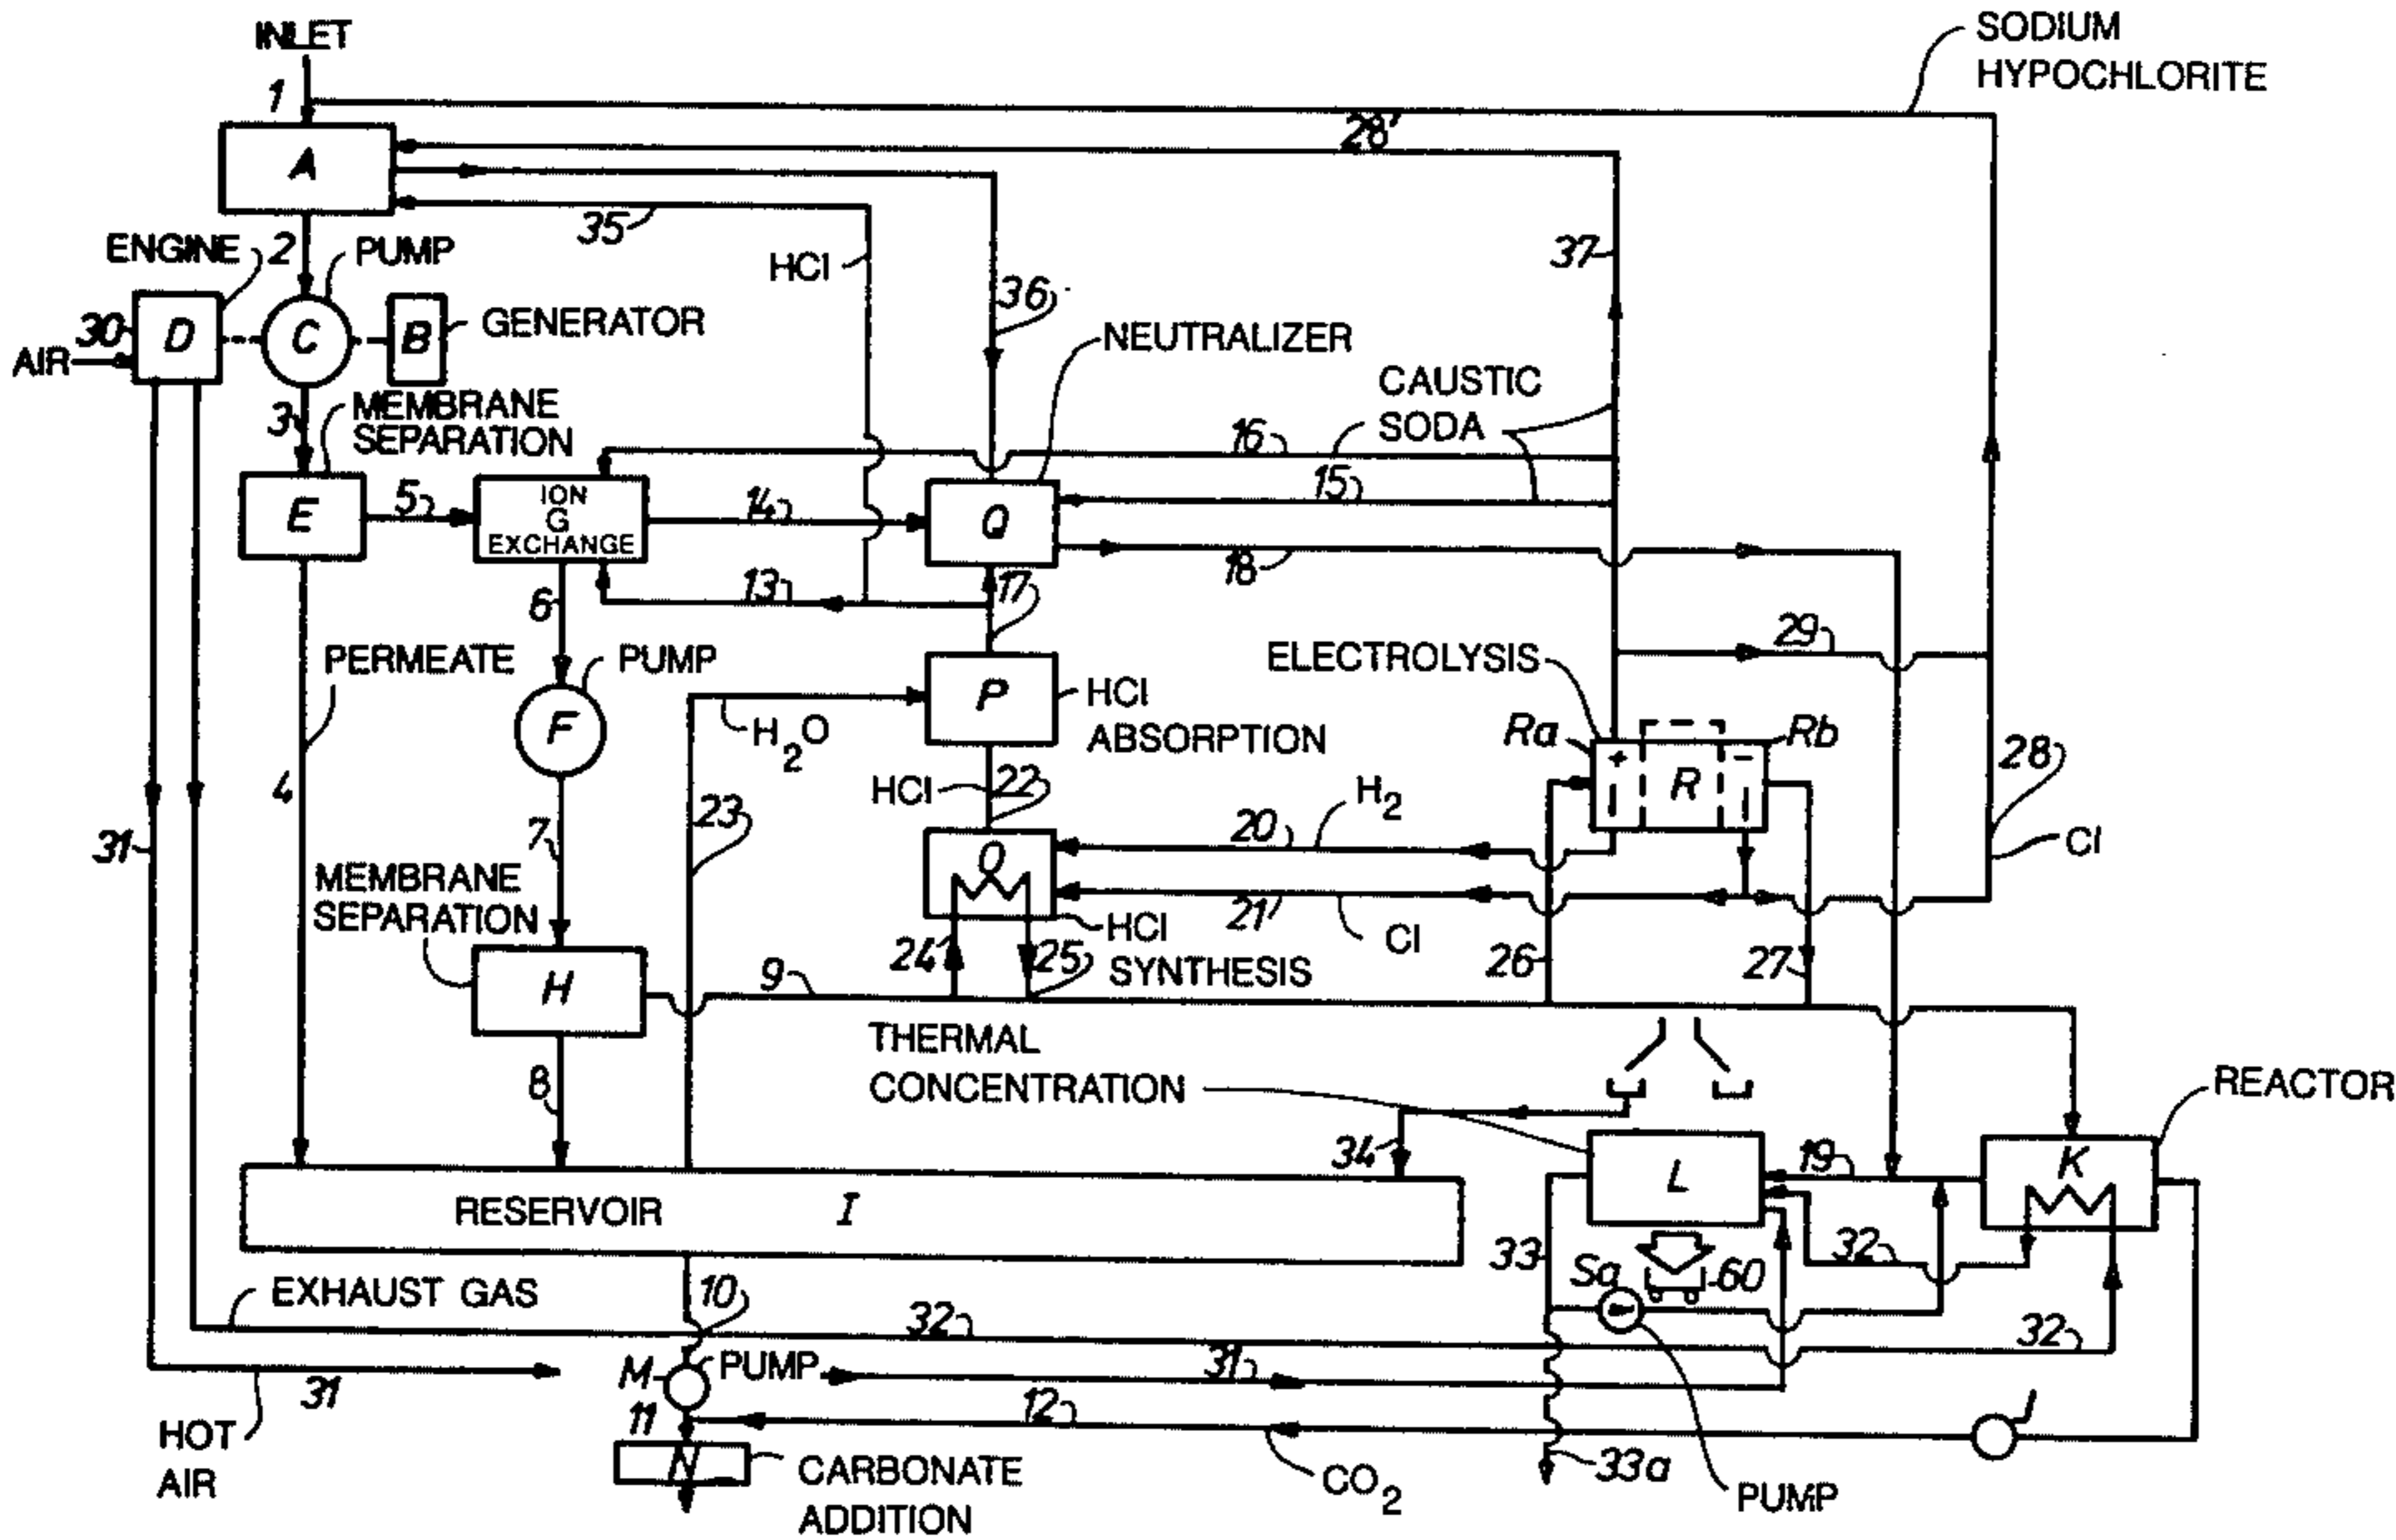 INLET
SODIUM
HYPOCHLORITE
1
28'
A
35
ENGINE
2
PUMP
HCl
37
36
30
D
C
B
GENERATOR
NEUTRALIZER
AIR
CAUSTIC
SODA
3
MEMBRANE
SEPARATION
16
E
5
ION
G
EXCHANGE
14
Q
15
18
13
17
6
29
PERMEATE
PUMP
ELECTROLYSIS
P
HCl
ABSORPTION
F
H2O
Ra
+
R
–
Rb
28
4
HCl
22
H2
23
31
7
20
Cl
O
MEMBRANE
SEPARATION
21
Cl
HCl
SYNTHESIS
24
25
26
27
H
9
THERMAL
CONCENTRATION
REACTOR
8
34
19
K
L
RESERVOIR
I
33
Sa
60
32
EXHAUST GAS
10
32
32
M
PUMP
31
31
12
11
HOT
AIR
N
CARBONATE
ADDITION
CO2
33a
PUMP